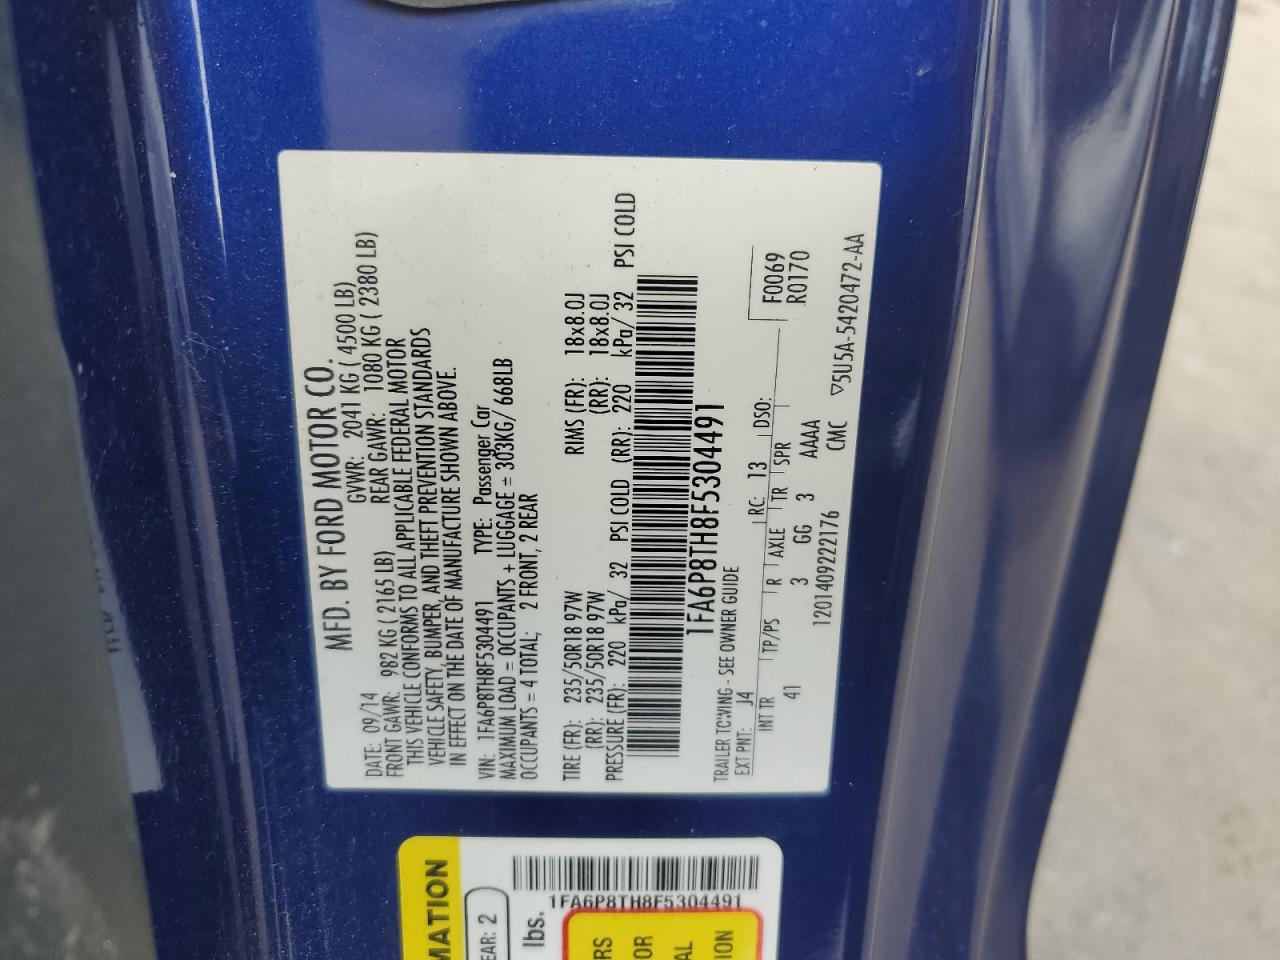 MFD. BY FORD MOTOR CO.
DATE: 09/14 GVWR: 2041 KG ( 4500 LB)
FRONT GAWR: 982 KG ( 2165 LB) REAR GAWR: 1080 KG ( 2380 LB)
THIS VEHICLE CONFORMS TO ALL APPLICABLE FEDERAL MOTOR
VEHICLE SAFETY, BUMPER, AND THEFT PREVENTION STANDARDS
IN EFFECT ON THE DATE OF MANUFACTURE SHOWN ABOVE.
VIN: 1FA6P8TH8F5304491 TYPE: Passenger Car
MAXIMUM LOAD = OCCUPANTS + LUGGAGE = 303KG/ 668LB
OCCUPANTS = 4 TOTAL; 2 FRONT, 2 REAR
TIRE (FR): 235/50R18 97W RIMS (FR): 18x8.0J
(RR): 235/50R18 97W (RR): 18x8.0J
PRESSURE (FR): 220 kPa/ 32 PSI COLD (RR): 220 kPa/ 32 PSI COLD
1FA6P8TH8F5304491
TRAILER TOWING - SEE OWNER GUIDE
F0069
R0170
EXT PNT: J4 RC: 13 DSO:
INT TR TP/PS R AXLE TR SPR
41 3 GG 3 AAAA
1201409222176 CMC ▽5U5A-5420472-AA
MATION
EAR: 2
lbs.
1FA6P8TH8F5304491
RS
OR
AL
ION